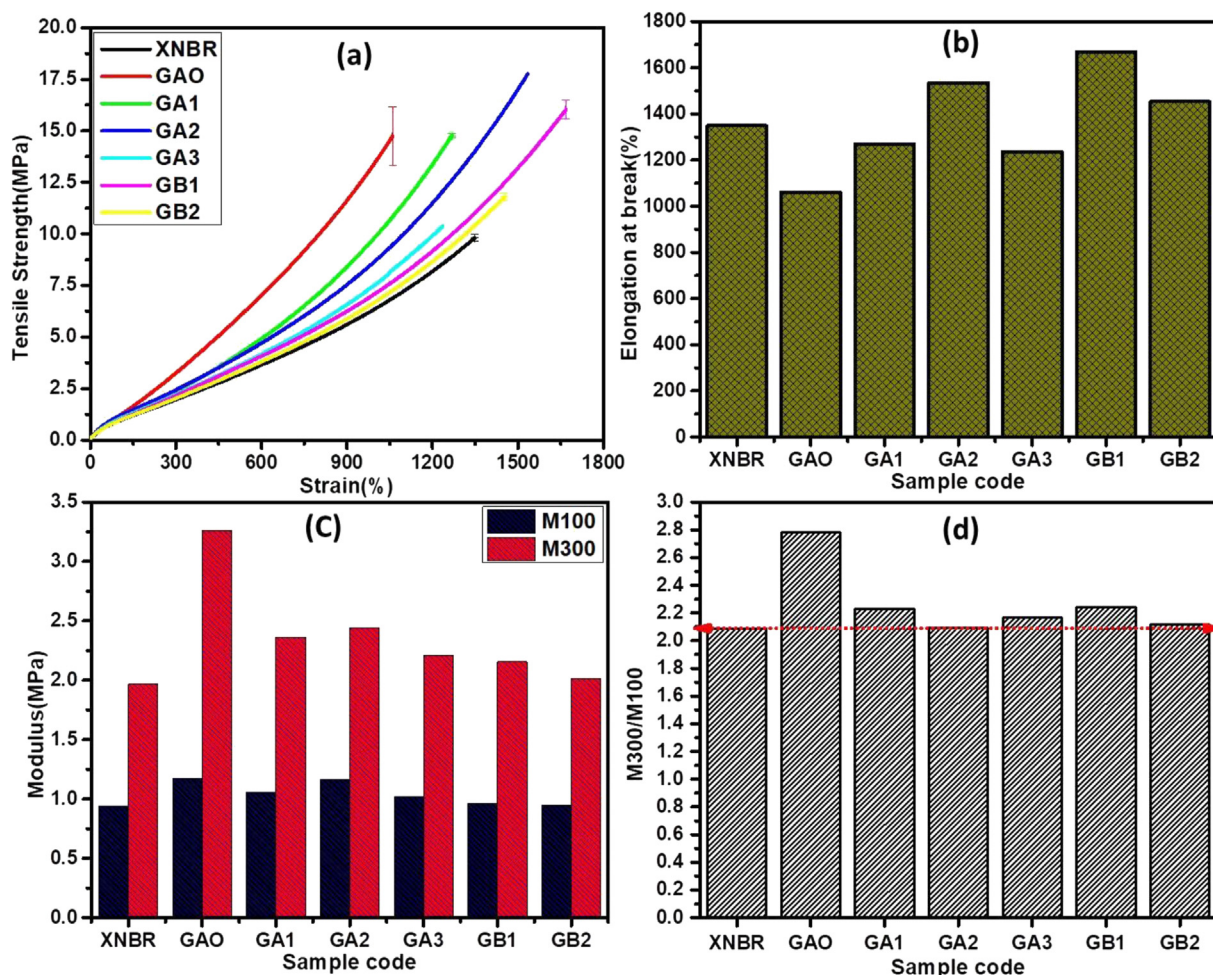 (a)
XNBR
GAO
GA1
GA2
GA3
GB1
GB2
Tensile Strength(MPa)
20.0
17.5
15.0
12.5
10.0
7.5
5.0
2.5
0.0
0 300 600 900 1200 1500 1800
Strain(%)
(b)
Elongation at break(%)
1800
1600
1400
1200
1000
800
600
400
200
0
XNBR GAO GA1 GA2 GA3 GB1 GB2
Sample code
(C)
M100
M300
Modulus(MPa)
3.5
3.0
2.5
2.0
1.5
1.0
0.5
0.0
XNBR GAO GA1 GA2 GA3 GB1 GB2
Sample code
(d)
M300/M100
3.0
2.8
2.6
2.4
2.2
2.0
1.8
1.6
1.4
1.2
1.0
0.8
0.6
0.4
0.2
0.0
XNBR GAO GA1 GA2 GA3 GB1 GB2
Sample code